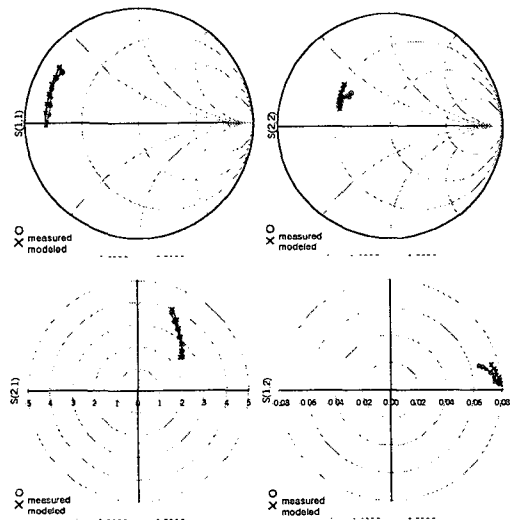 S(1,1)
S(2,2)
X O measured
modeled
X O measured
modeled
S(2,1)
5 4 3 2 1 0 1 2 3 4 5
S(1,2)
-0.08 0.06 0.04 0.02 0.00 0.02 0.04 0.06 0.08
X O measured
modeled
X O measured
modeled